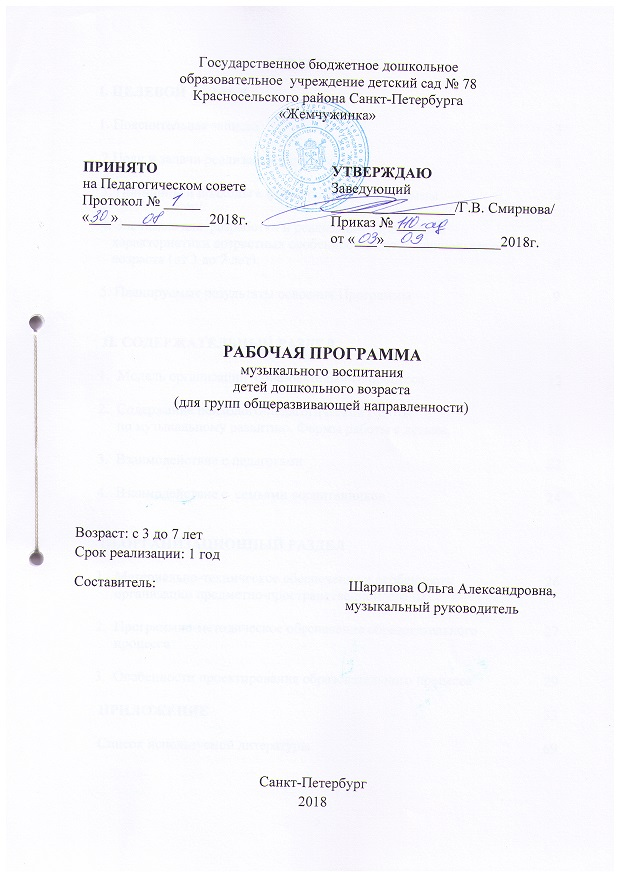 Государственное бюджетное дошкольное
образовательное учреждение детский сад № 78
Красносельского района Санкт-Петербурга
«Жемчужинка»
ПРИНЯТО
на Педагогическом совете
Протокол № 1
«30» 08 2018г.
УТВЕРЖДАЮ
Заведующий
/Г.В. Смирнова/
Приказ № 110-ад
от «03» 09 2018г.
РАБОЧАЯ ПРОГРАММА
музыкального воспитания
детей дошкольного возраста
(для групп общеразвивающей направленности)
Возраст: с 3 до 7 лет
Срок реализации: 1 год
Составитель:
Шарипова Ольга Александровна,
музыкальный руководитель
Санкт-Петербург
2018